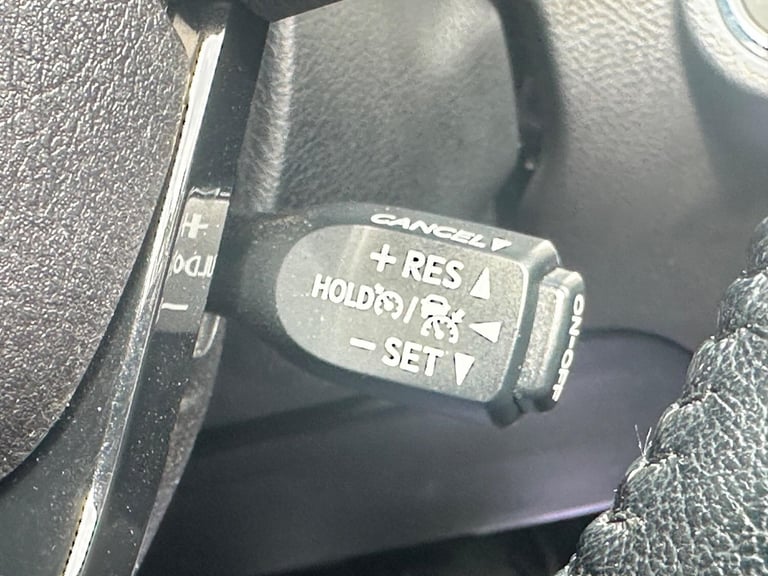 CANCEL▼
+ RES ▲
HOLD / ◀
− SET ▼
ON-OFF